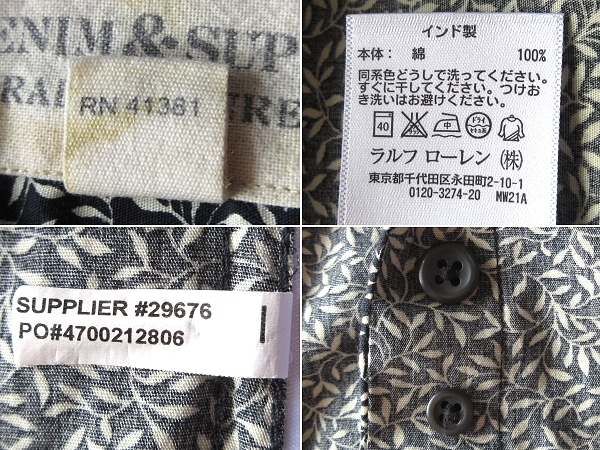 DENIM & SUP
RN 41381
インド製
本体: 綿 100%
同系色どうしで洗ってください。
すぐに干してください。つけお
き洗いはお避けください。
40 中 ドライ
ラルフ ローレン (株)
東京都千代田区永田町2-10-1
0120-3274-20 MW21A
SUPPLIER #29676
PO#4700212806